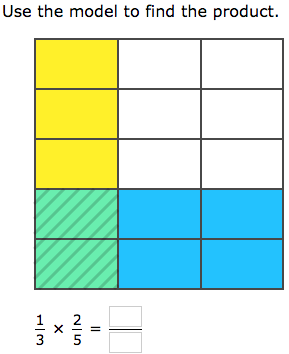 Use the model to find the product.
1/3 × 2/5 =